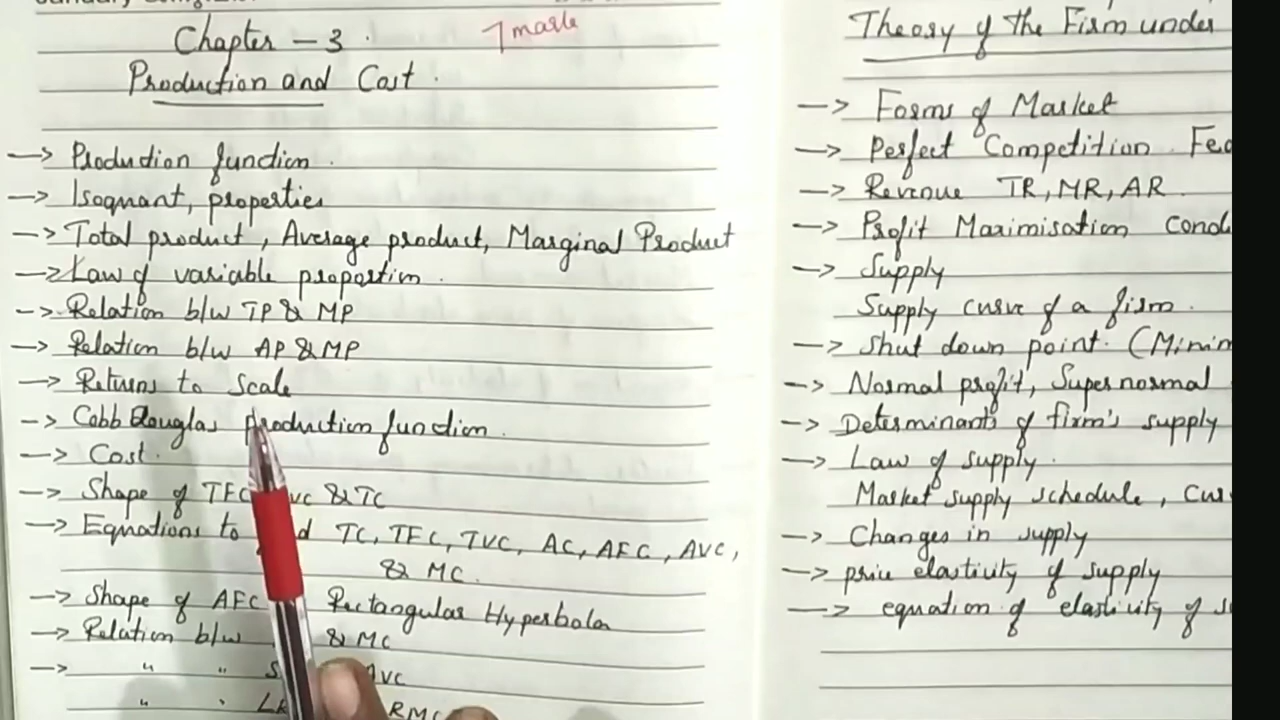 Chapter - 3.
7 mark
Production and Cost.
-> Production function.
-> Isoquant, properties
-> Total product, Average product, Marginal Product
-> Law of variable proportion.
-> Relation b/w TP & MP
-> Relation b/w AP & MP
-> Returns to Scale
-> Cobb Douglas production function.
-> Cost.
-> Shape of TFC & TC
-> Equations to TC, TFC, TVC, AC, AFC, AVC,
& MC.
-> Shape of AFC Rectangular Hyperbola
-> Relation b/w & MC
-> " " AVC
" "
Theory of the Firm under
-> Forms of Market
-> Perfect Competition.
-> Revenue TR, MR, AR.
-> Profit Maximisation
-> Supply
Supply curve of a firm.
-> Shut down point.
-> Normal profit, Supernormal
-> Determinants of firm's supply
-> Law of supply.
Market supply schedule,
-> Changes in supply
-> price elasticity of supply
-> equation of elasticity of